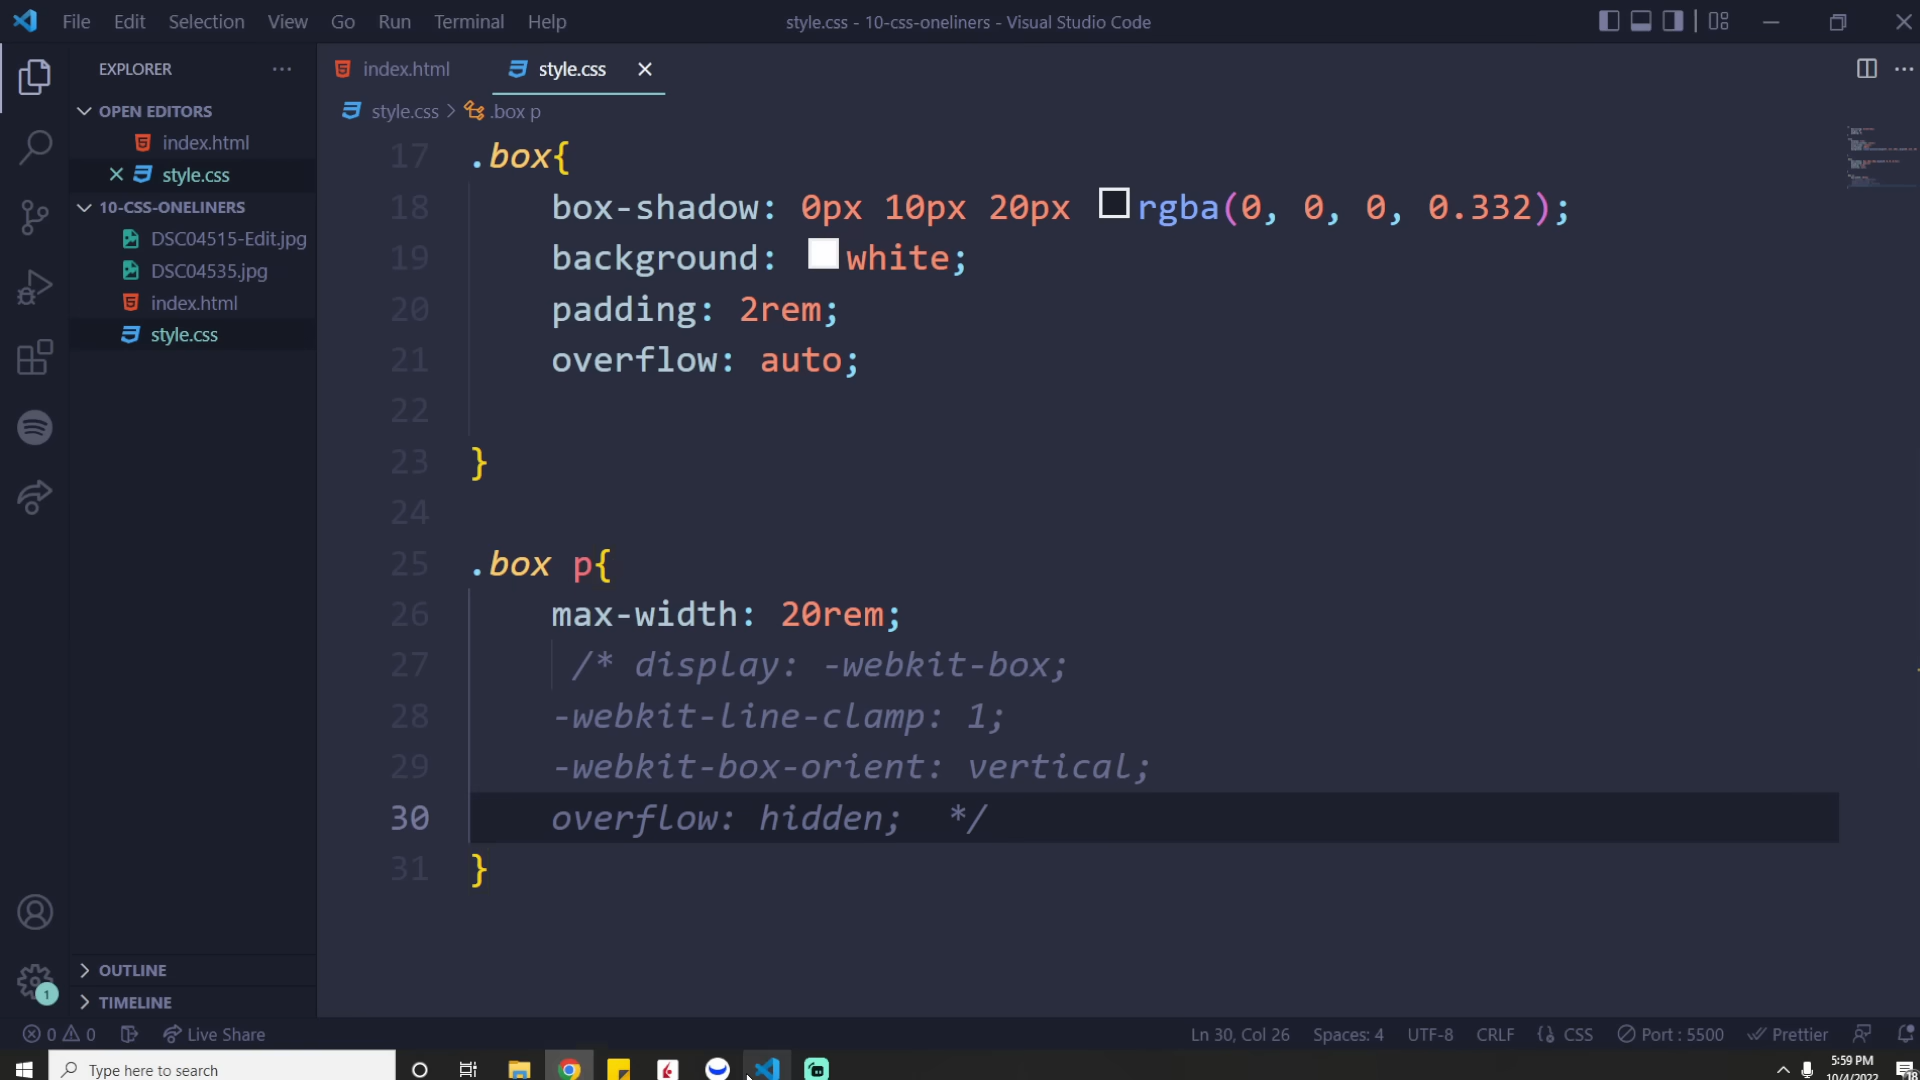 File Edit Selection View Go Run Terminal Help
style.css - 10-css-oneliners - Visual Studio Code
EXPLORER
OPEN EDITORS
index.html
style.css
10-CSS-ONELINERS
DSC04515-Edit.jpg
DSC04535.jpg
index.html
style.css
OUTLINE
TIMELINE
index.html
style.css
style.css > .box p
17 .box{
18 box-shadow: 0px 10px 20px rgba(0, 0, 0, 0.332);
19 background: white;
20 padding: 2rem;
21 overflow: auto;
22
23 }
24
25 .box p{
26 max-width: 20rem;
27 /* display: -webkit-box;
28 -webkit-line-clamp: 1;
29 -webkit-box-orient: vertical;
30 overflow: hidden; */
31 }
1
0 0 Live Share
Ln 30, Col 26 Spaces: 4 UTF-8 CRLF {} CSS Port : 5500 Prettier
Type here to search
5:59 PM
10/4/2022
18